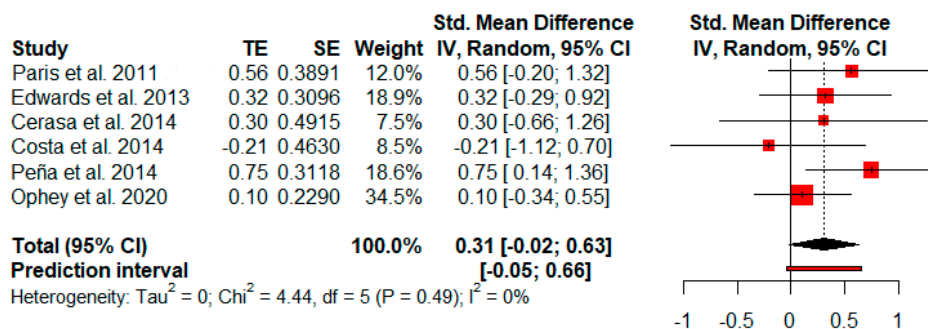 Std. Mean Difference Std. Mean Difference
Study TE SE Weight IV, Random, 95% CI IV, Random, 95% CI
Paris et al. 2011 0.56 0.3891 12.0% 0.56 [-0.20; 1.32]
Edwards et al. 2013 0.32 0.3096 18.9% 0.32 [-0.29; 0.92]
Cerasa et al. 2014 0.30 0.4915 7.5% 0.30 [-0.66; 1.26]
Costa et al. 2014 -0.21 0.4630 8.5% -0.21 [-1.12; 0.70]
Peña et al. 2014 0.75 0.3118 18.6% 0.75 [0.14; 1.36]
Ophey et al. 2020 0.10 0.2290 34.5% 0.10 [-0.34; 0.55]
Total (95% CI) 100.0% 0.31 [-0.02; 0.63]
Prediction interval [-0.05; 0.66]
Heterogeneity: Tau² = 0; Chi² = 4.44, df = 5 (P = 0.49); I² = 0%
-1 -0.5 0 0.5 1